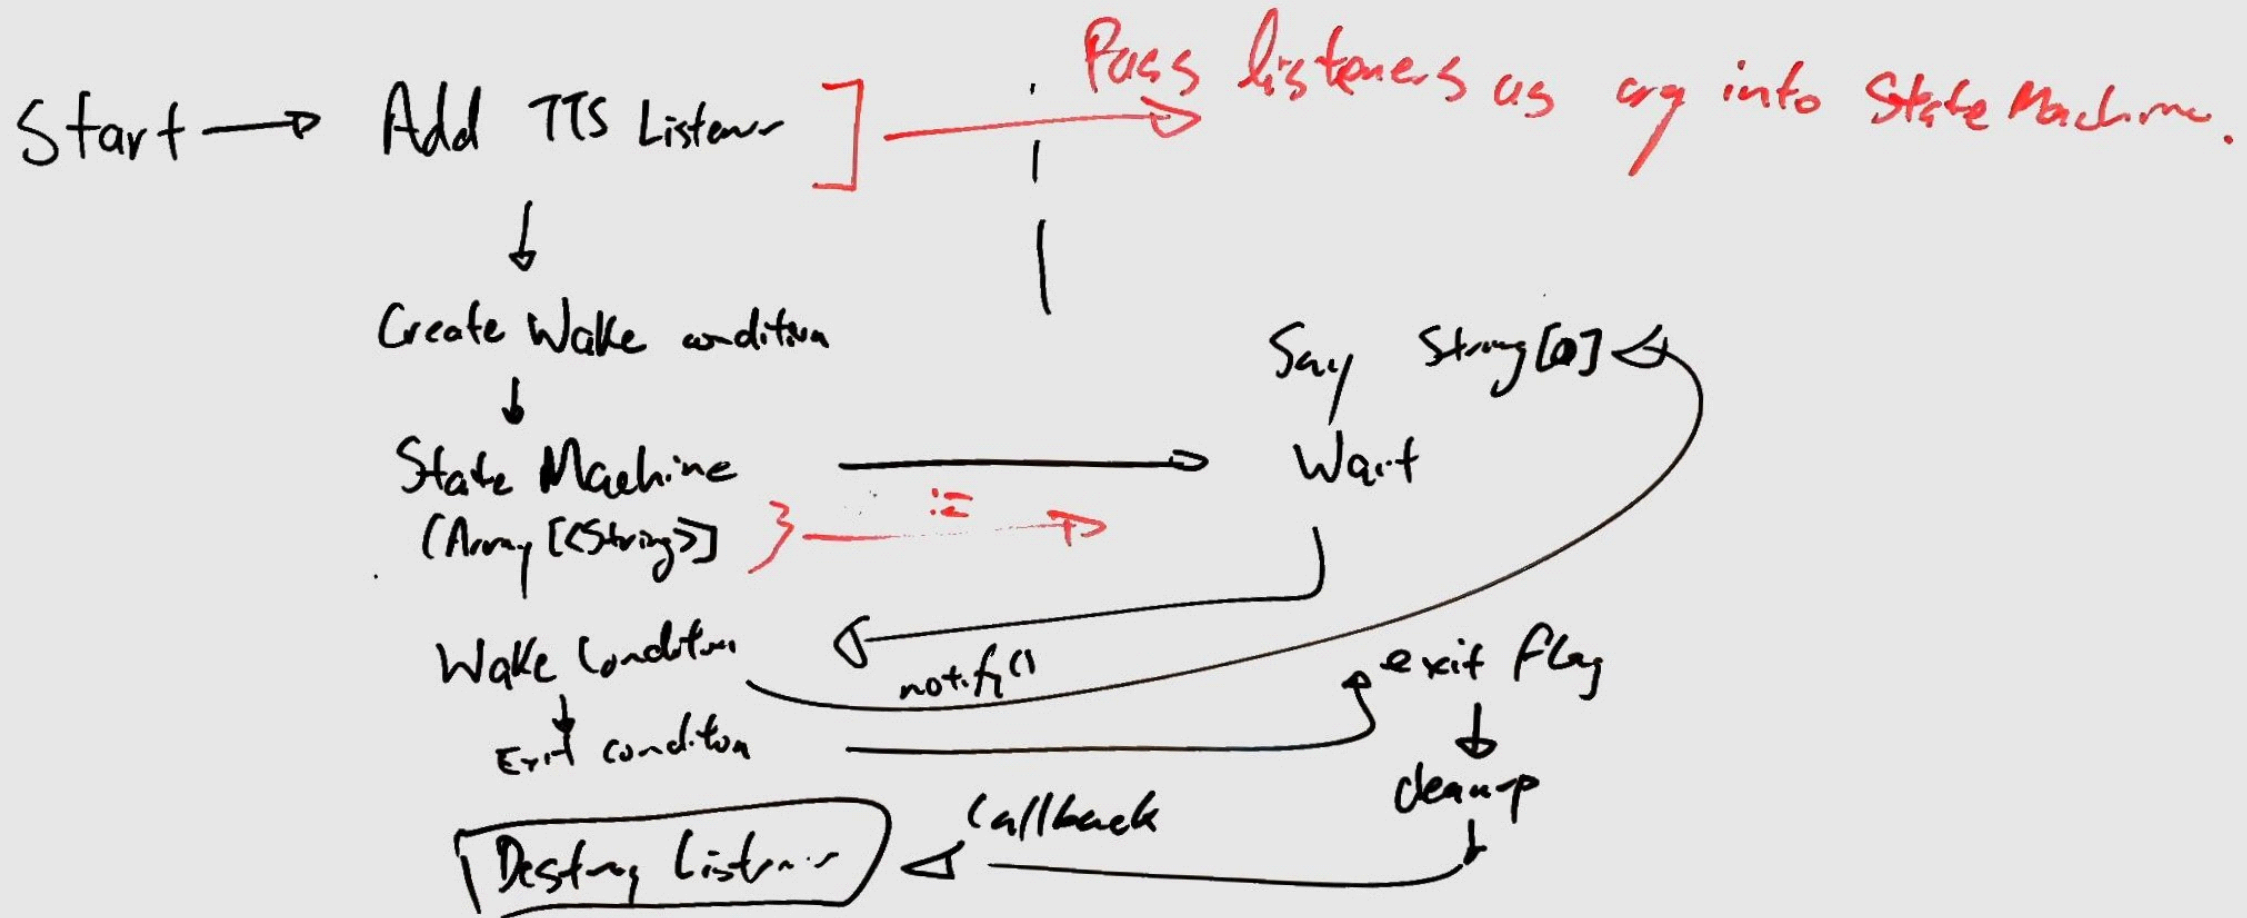 Pass listeners as arg into State Machine.
Start → Add TTS Listener ]
Create Wake condition
Say String[0]
State Machine
Wait
:=
(Array[<String>] }
Wake Condition
notify()
exit flag
Exit condition
cleanup
Callback
Destroy Listener